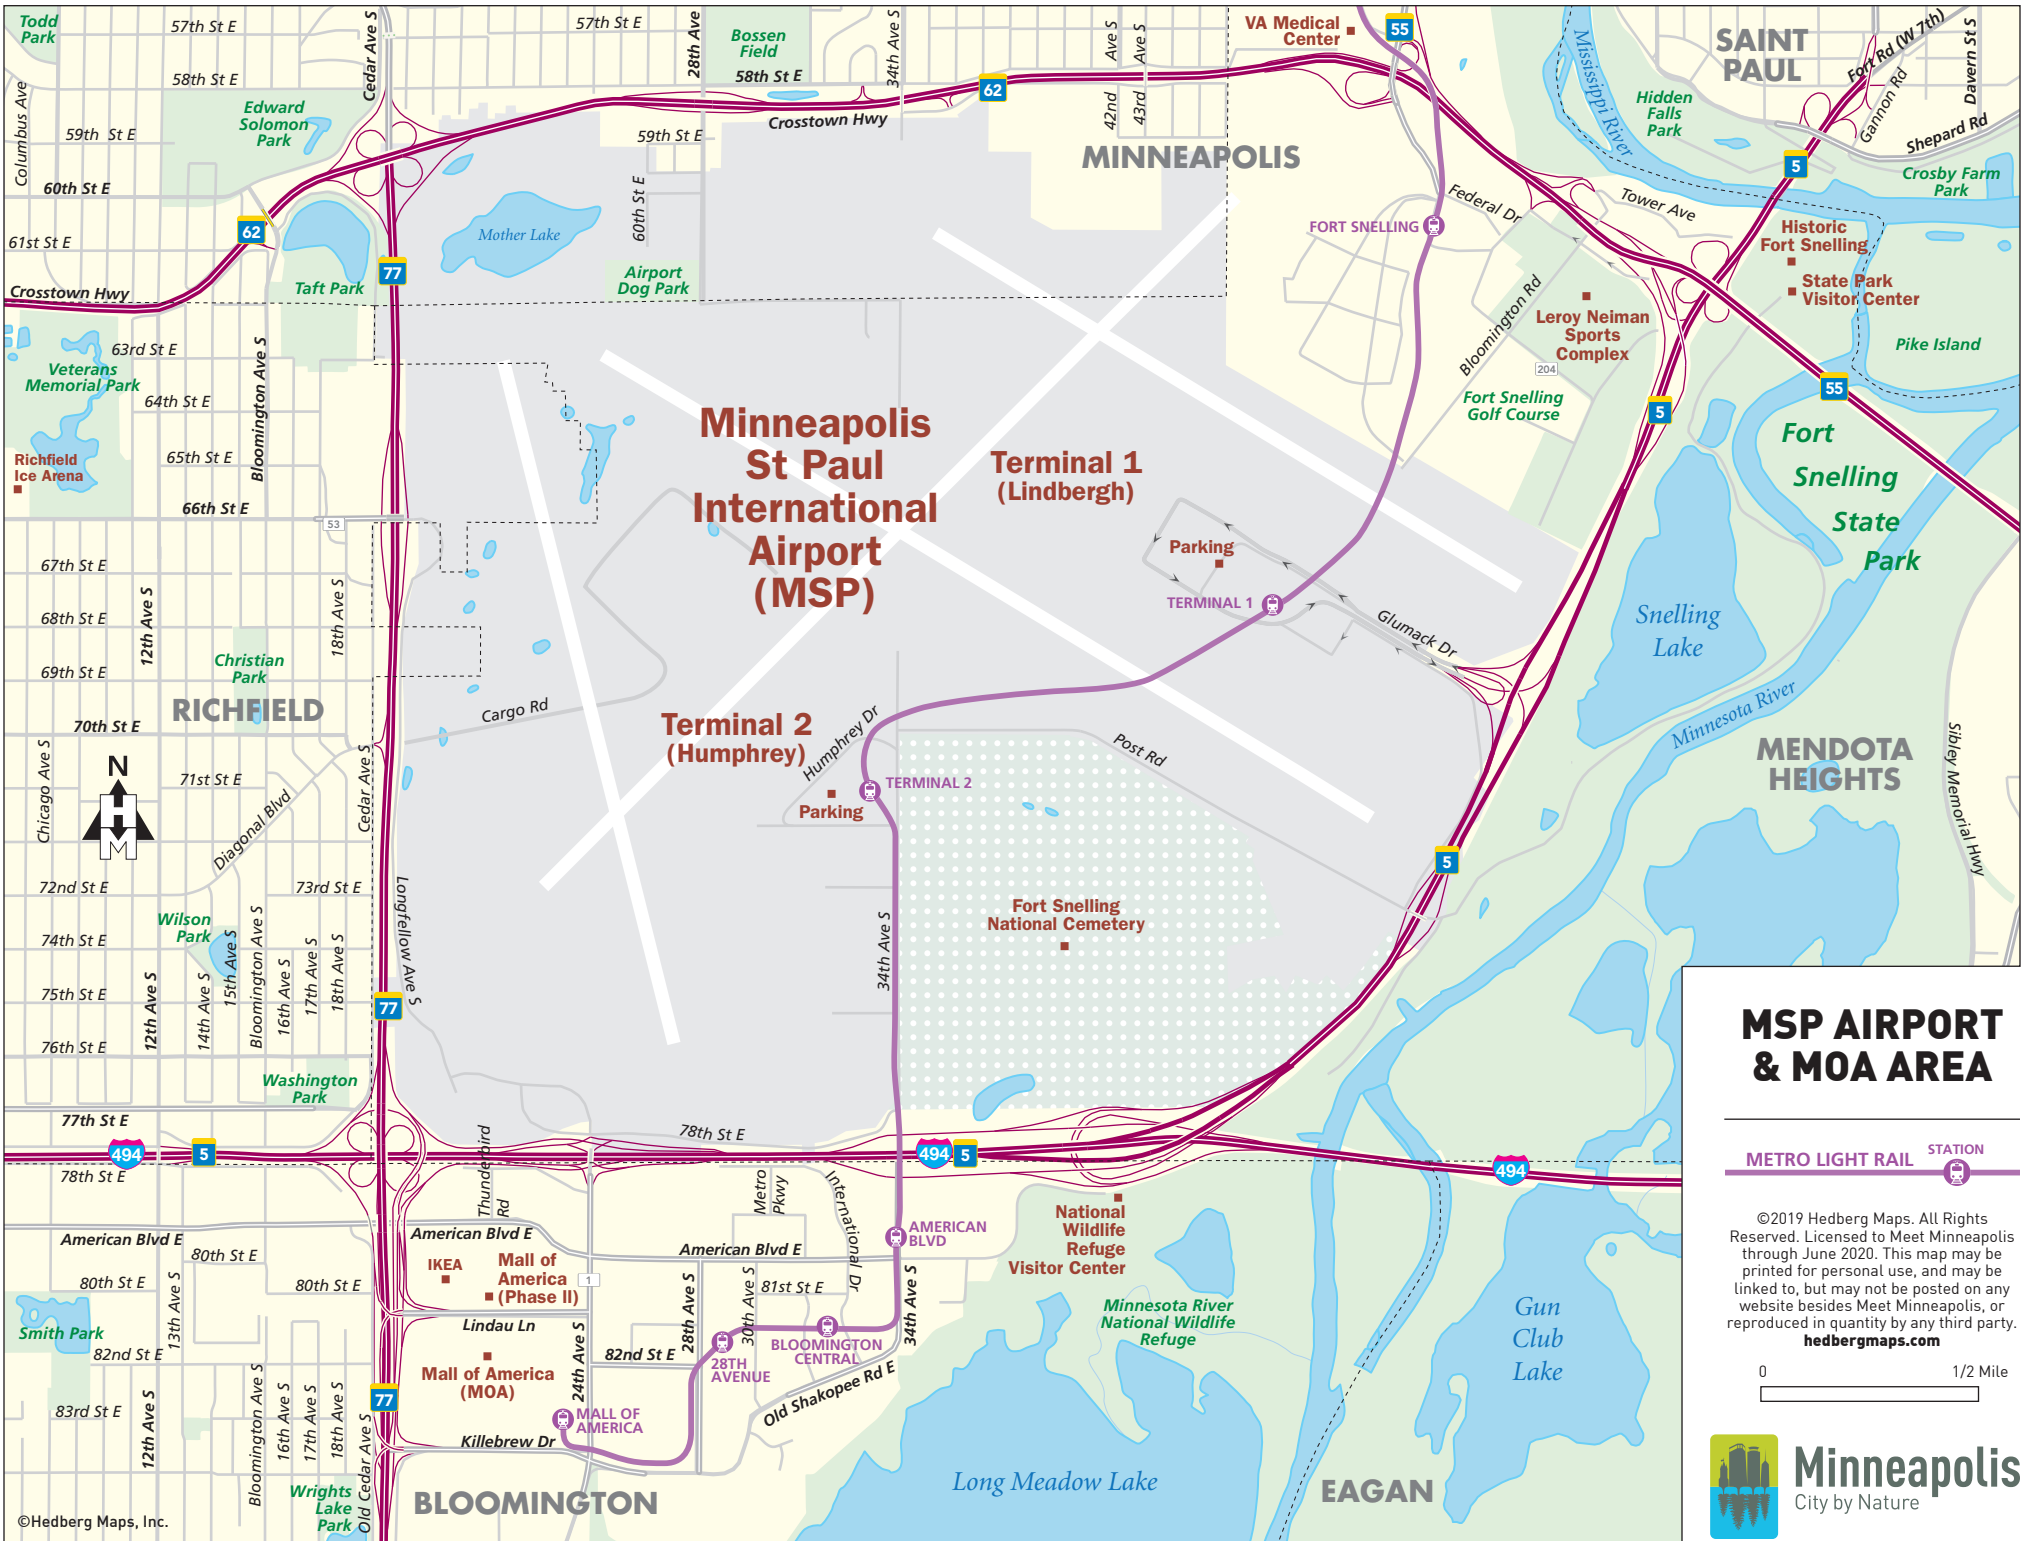 Todd
Park
57th St E
Cedar Ave S
57th St E
28th Ave
Bossen
Field
34th Ave S
42nd Ave S
43rd Ave S
VA Medical
Center
55
Mississippi River
SAINT
PAUL
Fort Rd (W 7th)
Gannon Rd
Davern St S
58th St E
58th St E
62
Crosstown Hwy
Columbus Ave
Edward
Solomon
Park
59th St E
59th St E
MINNEAPOLIS
Hidden
Falls
Park
Shepard Rd
5
Crosby Farm
Park
60th St E
60th St E
62
61st St E
Mother Lake
77
Taft Park
Airport
Dog Park
FORT SNELLING
Federal Dr
Tower Ave
Historic
Fort Snelling
State Park
Visitor Center
Crosstown Hwy
Bloomington Rd
Leroy Neiman
Sports
Complex
204
Pike Island
63rd St E
Veterans
Memorial Park
Bloomington Ave S
64th St E
Fort Snelling
Golf Course
5
55
Fort
Snelling
State
Park
Minneapolis
St Paul
International
Airport
(MSP)
Terminal 1
(Lindbergh)
65th St E
Richfield
Ice Arena
66th St E
53
Parking
67th St E
12th Ave S
18th Ave S
TERMINAL 1
Glumack Dr
68th St E
Snelling
Lake
Christian
Park
69th St E
RICHFIELD
70th St E
Cargo Rd
Terminal 2
(Humphrey)
Humphrey Dr
Post Rd
Minnesota River
MENDOTA
HEIGHTS
Sibley Memorial Hwy
N
M
Chicago Ave S
71st St E
Diagonal Blvd
Cedar Ave S
TERMINAL 2
Parking
5
72nd St E
73rd St E
Longfellow Ave S
Wilson
Park
Fort Snelling
National Cemetery
34th Ave S
74th St E
75th St E
12th Ave S
14th Ave S
15th Ave S
Bloomington Ave S
16th Ave S
17th Ave S
18th Ave S
77
76th St E
Washington
Park
77th St E
494
5
78th St E
494
5
494
78th St E
Thunderbird
Rd
Metro
Pkwy
International Dr
National
Wildlife
Refuge
Visitor Center
American Blvd E
American Blvd E
American Blvd E
AMERICAN
BLVD
80th St E
80th St E
80th St E
13th Ave S
IKEA
Mall of
America
(Phase II)
1
28th Ave S
30th Ave S
81st St E
34th Ave S
Minnesota River
National Wildlife
Refuge
Gun
Club
Lake
Smith Park
82nd St E
Lindau Ln
24th Ave S
82nd St E
28TH
AVENUE
BLOOMINGTON
CENTRAL
Old Shakopee Rd E
Mall of America
(MOA)
77
83rd St E
12th Ave S
Bloomington Ave S
16th Ave S
17th Ave S
18th Ave S
Old Cedar Ave S
MALL OF
AMERICA
Killebrew Dr
Wrights
Lake
Park
BLOOMINGTON
Long Meadow Lake
EAGAN
©Hedberg Maps, Inc.
MSP AIRPORT
& MOA AREA
METRO LIGHT RAIL
STATION
©2019 Hedberg Maps. All Rights
Reserved. Licensed to Meet Minneapolis
through June 2020. This map may be
printed for personal use, and may be
linked to, but may not be posted on any
website besides Meet Minneapolis, or
reproduced in quantity by any third party.
hedbergmaps.com
0
1/2 Mile
Minneapolis
City by Nature